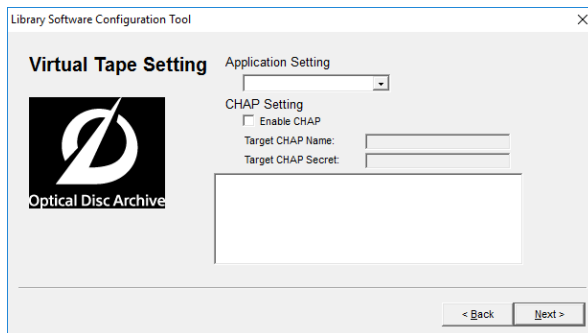 Library Software Configuration Tool
Virtual Tape Setting
Application Setting
CHAP Setting
Enable CHAP
Target CHAP Name:
Target CHAP Secret:
Optical Disc Archive
< Back
Next >